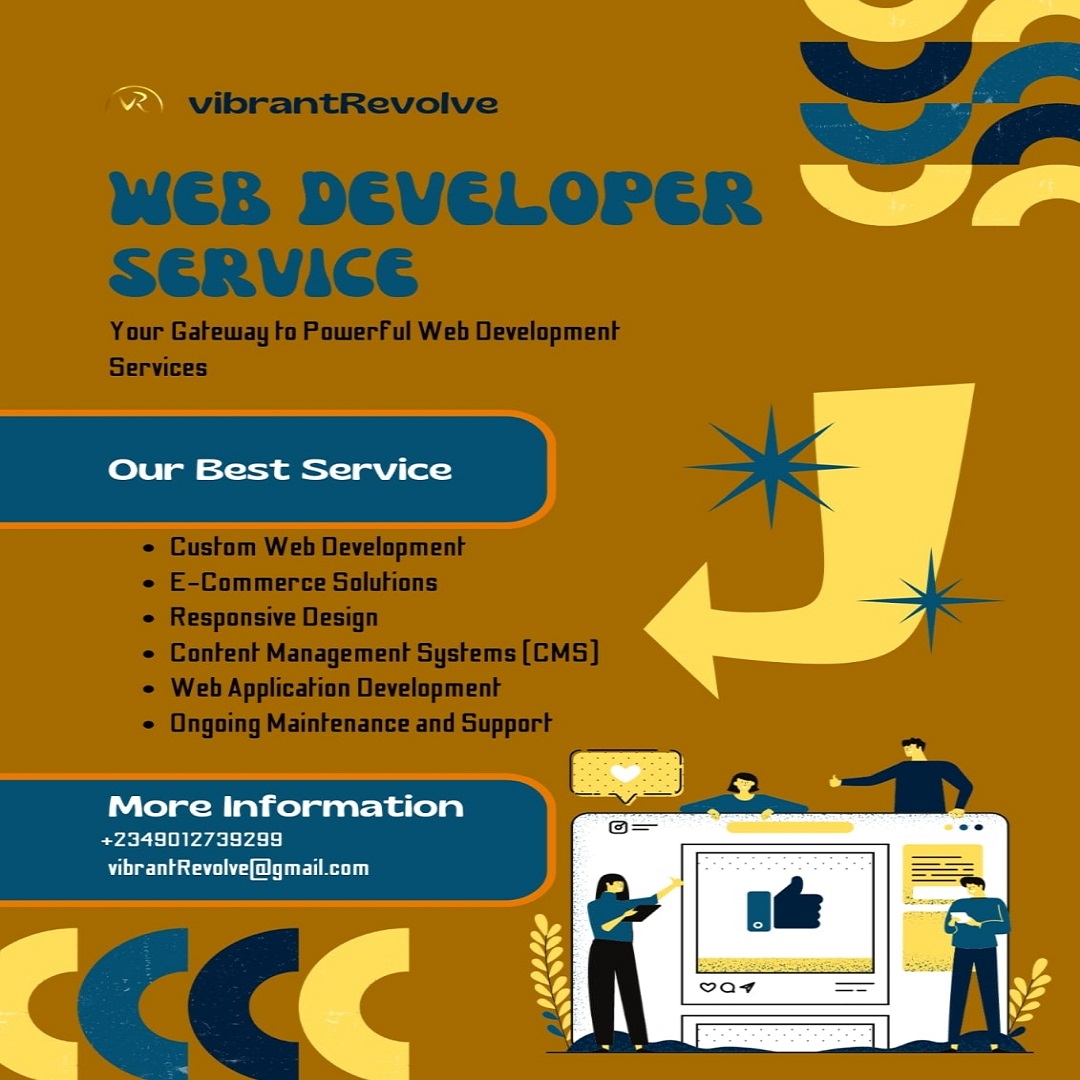 VR
vibrantRevolve
WEB DEVELOPER
SERVICE
Your Gateway to Powerful Web Development
Services
Our Best Service
• Custom Web Development
• E-Commerce Solutions
• Responsive Design
• Content Management Systems [CMS]
• Web Application Development
• Ongoing Maintenance and Support
More Information
+2349012739299
vibrantRevolve@gmail.com